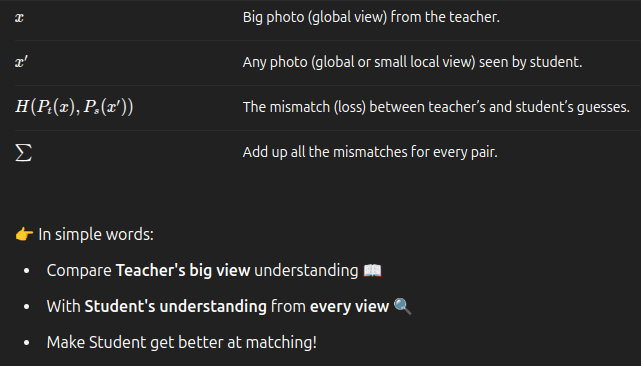 x Big photo (global view) from the teacher.
x′ Any photo (global or small local view) seen by student.
H(Pt(x), Ps(x′)) The mismatch (loss) between teacher’s and student’s guesses.
∑ Add up all the mismatches for every pair.
👉 In simple words:
• Compare Teacher's big view understanding 📖
• With Student's understanding from every view 🔍
• Make Student get better at matching!